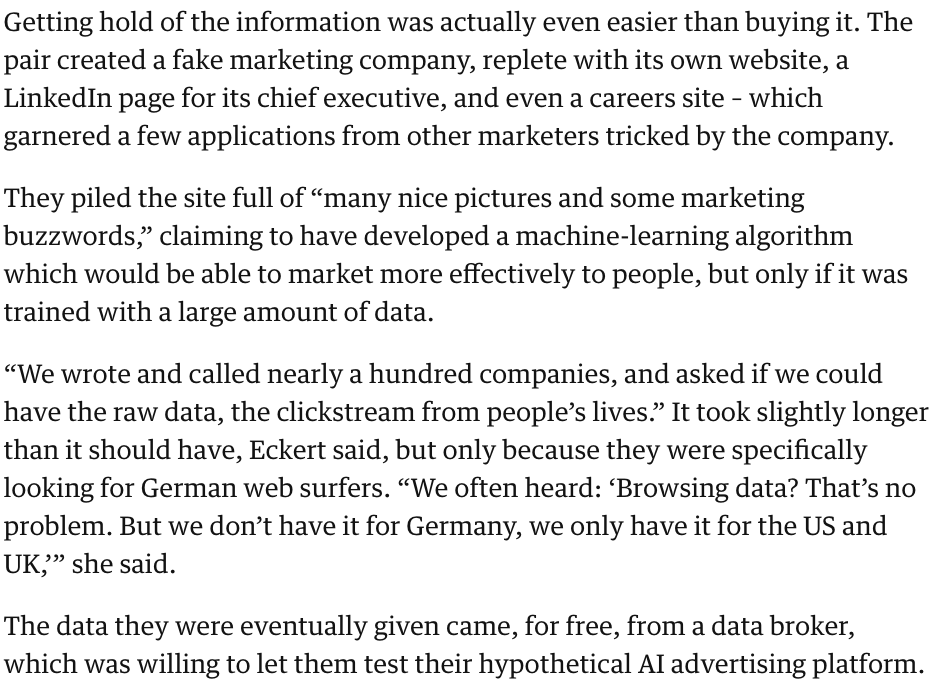 Getting hold of the information was actually even easier than buying it. The
pair created a fake marketing company, replete with its own website, a
LinkedIn page for its chief executive, and even a careers site – which
garnered a few applications from other marketers tricked by the company.
They piled the site full of “many nice pictures and some marketing
buzzwords,” claiming to have developed a machine-learning algorithm
which would be able to market more effectively to people, but only if it was
trained with a large amount of data.
“We wrote and called nearly a hundred companies, and asked if we could
have the raw data, the clickstream from people’s lives.” It took slightly longer
than it should have, Eckert said, but only because they were specifically
looking for German web surfers. “We often heard: ‘Browsing data? That’s no
problem. But we don’t have it for Germany, we only have it for the US and
UK,’” she said.
The data they were eventually given came, for free, from a data broker,
which was willing to let them test their hypothetical AI advertising platform.